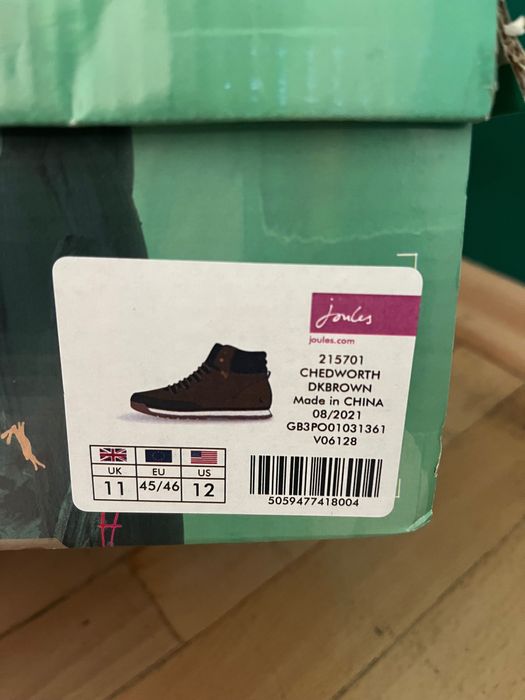 Joules
joules.com
215701
CHEDWORTH
DKBROWN
Made in CHINA
08/2021
GB3PO01031361
V06128
UK EU US
11 45/46 12
5059477418004